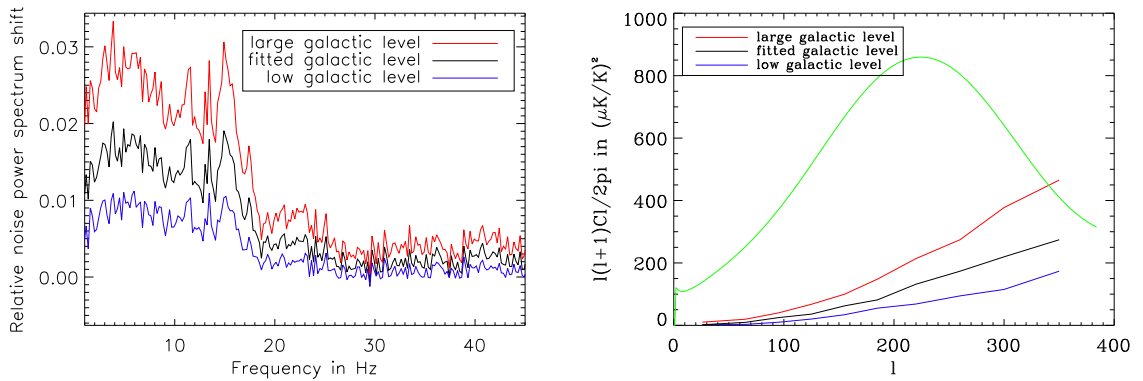 Relative noise power spectrum shift
0.03
0.02
0.01
0.00
large galactic level
fitted galactic level
low galactic level
10 20 30 40
Frequency in Hz
l(l+1)Cl/2pi in (μK/K)²
1000
800
600
400
200
0
large galactic level
fitted galactic level
low galactic level
0 100 200 300 400
l